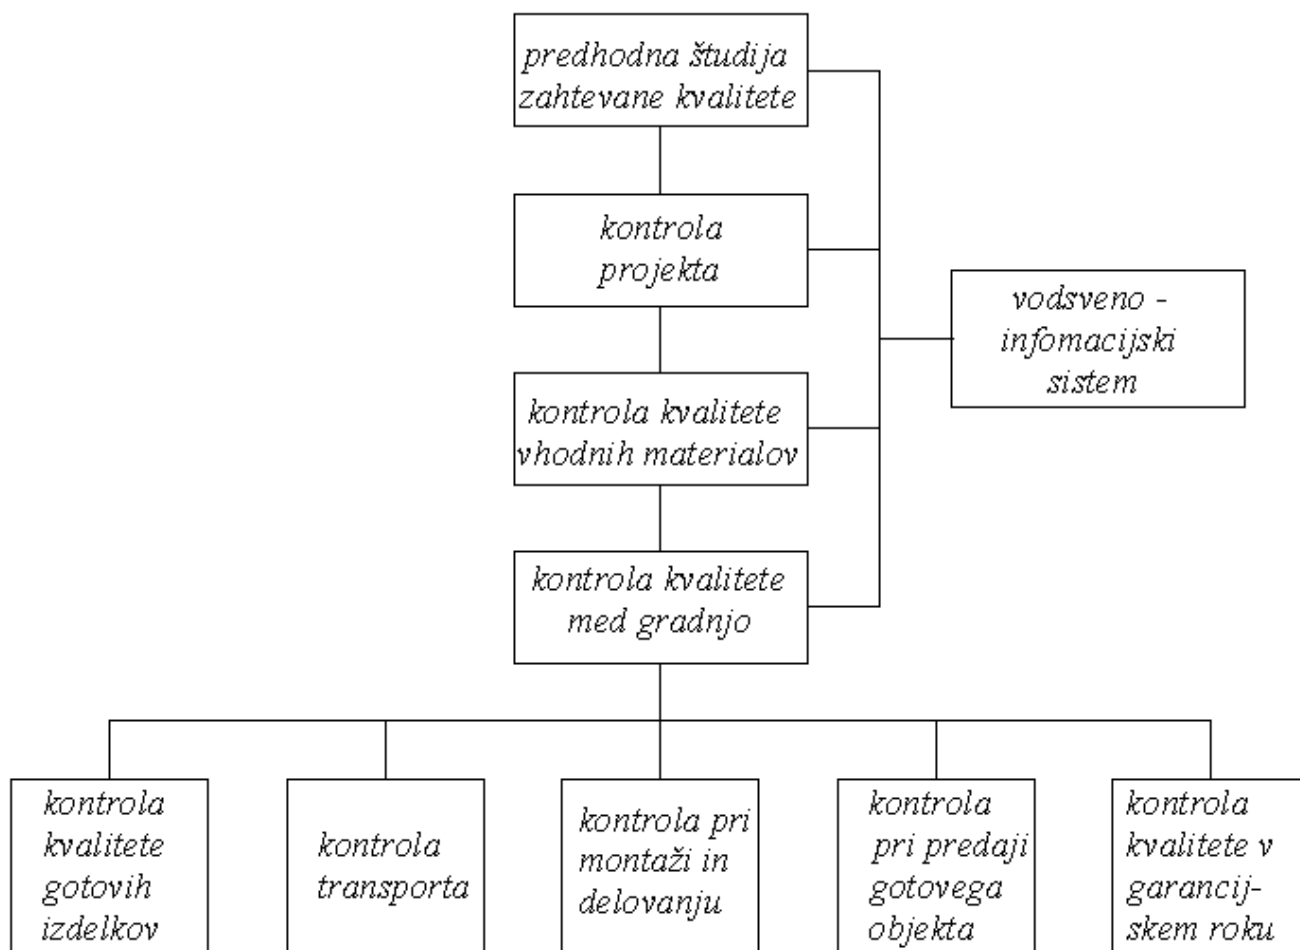 predhodna študija
zahtevane kvalitete
kontrola
projekta
vodsveno -
infomacijski
sistem
kontrola kvalitete
vhodnih materialov
kontrola kvalitete
med gradnjo
kontrola
kvalitete
gotovih
izdelkov
kontrola
transporta
kontrola pri
montaži in
delovanju
kontrola
pri predaji
gotovega
objekta
kontrola
kvalitete v
garancij-
skem roku